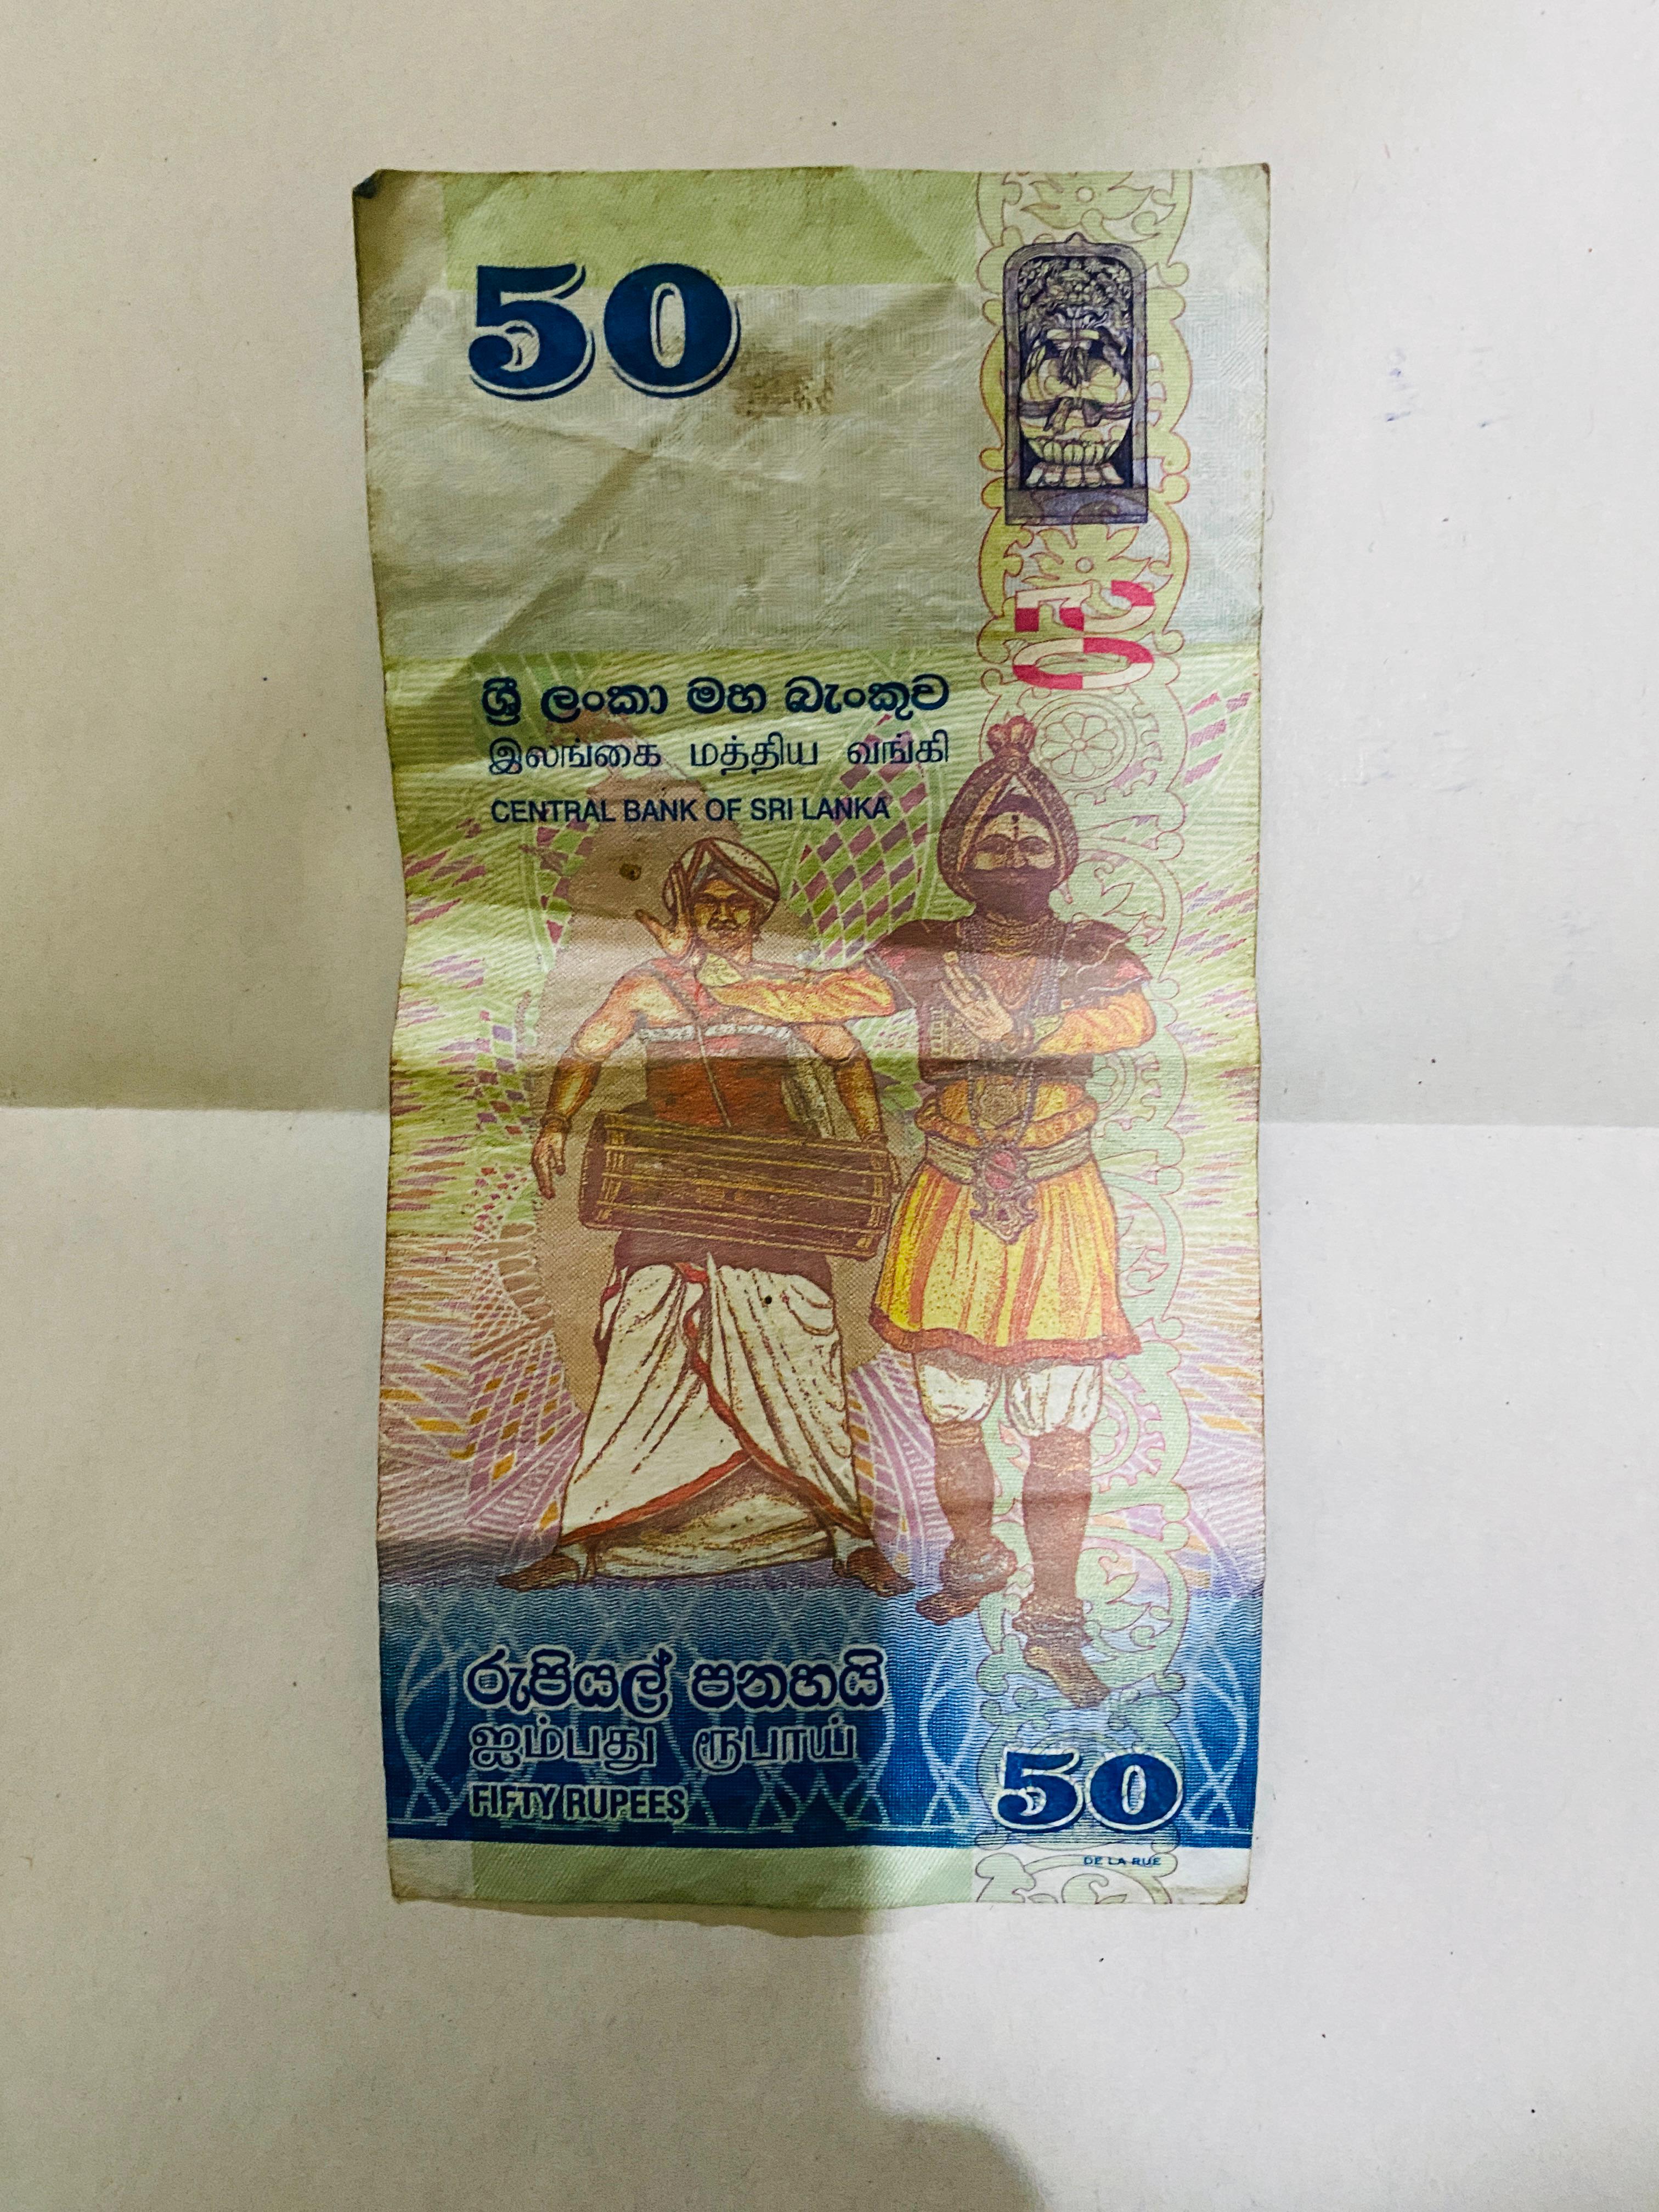 50
50
ශ්‍රී ලංකා මහ බැංකුව
இலங்கை மத்திய வங்கி
CENTRAL BANK OF SRI LANKA
රුපියල් පනහයි
ஐம்பது ரூபாய்
FIFTY RUPEES
50
DE LA RUE